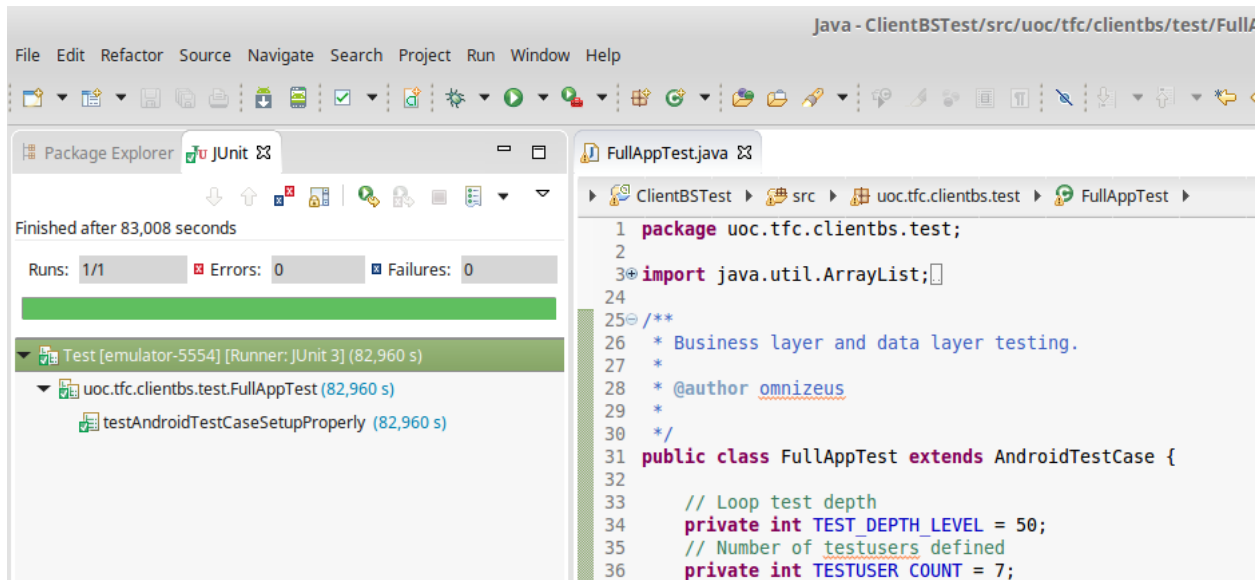 Java - ClientBSTest/src/uoc/tfc/clientbs/test/FullA
File Edit Refactor Source Navigate Search Project Run Window Help
Package Explorer JUnit
Finished after 83,008 seconds
Runs: 1/1 Errors: 0 Failures: 0
Test [emulator-5554] [Runner: JUnit 3] (82,960 s)
uoc.tfc.clientbs.test.FullAppTest (82,960 s)
testAndroidTestCaseSetupProperly (82,960 s)
FullAppTest.java
ClientBSTest src uoc.tfc.clientbs.test FullAppTest
1 package uoc.tfc.clientbs.test;
2
3 import java.util.ArrayList;
24
25 /**
26 * Business layer and data layer testing.
27 *
28 * @author omnizeus
29 *
30 */
31 public class FullAppTest extends AndroidTestCase {
32
33 // Loop test depth
34 private int TEST_DEPTH_LEVEL = 50;
35 // Number of testusers defined
36 private int TESTUSER_COUNT = 7;